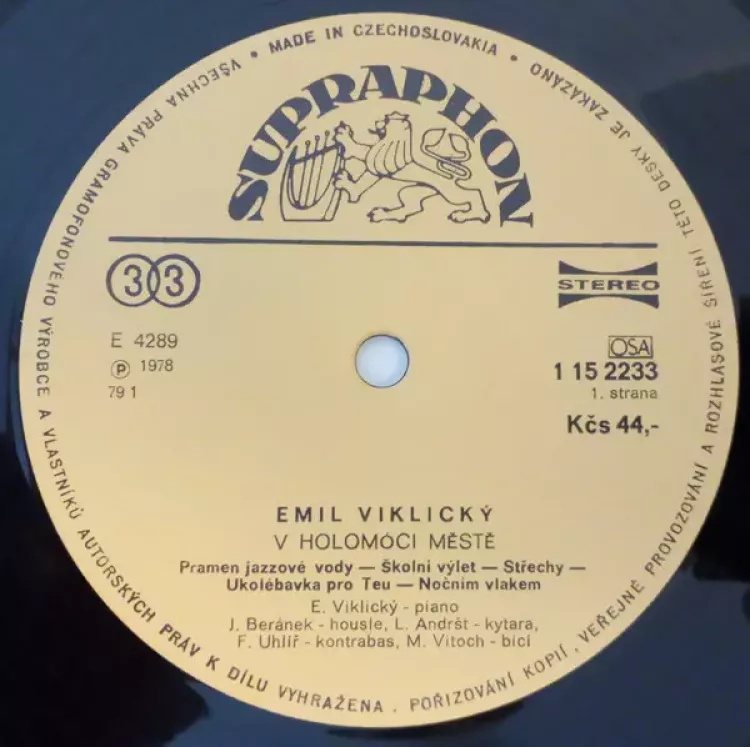 VŠECHNA PRÁVA GRAMOFONOVÉHO VÝROBCE A VLASTNÍKŮ AUTORSKÝCH PRÁV K DÍLU VYHRAŽENA . POŘIZOVÁNÍ KOPIÍ, VEŘEJNÉ PROVOZOVÁNÍ A ROZHLASOVÉ ŠÍŘENÍ TÉTO DESKY JE ZAKÁZÁNO
• MADE IN CZECHOSLOVAKIA •
SUPRAPHON
33
STEREO
E 4289
Ⓟ 1978
79 1
OSA
1 15 2233
1. strana
Kčs 44,-
EMIL VIKLICKÝ
V HOLOMÓCI MĚSTĚ
Pramen jazzové vody — Školní výlet — Střechy —
Ukolébavka pro Teu — Nočním vlakem
E. Viklický - piano
J. Beránek - housle, L. Andršt - kytara,
F. Uhlíř - kontrabas, M. Vitoch - bicí